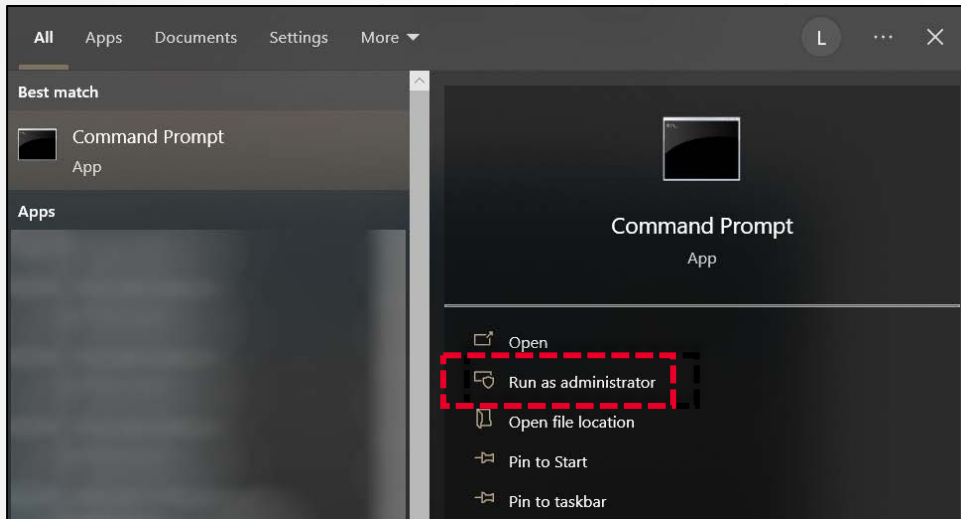 All Apps Documents Settings More L ...
Best match
Command Prompt
App
Apps
Command Prompt
App
Open
Run as administrator
Open file location
Pin to Start
Pin to taskbar